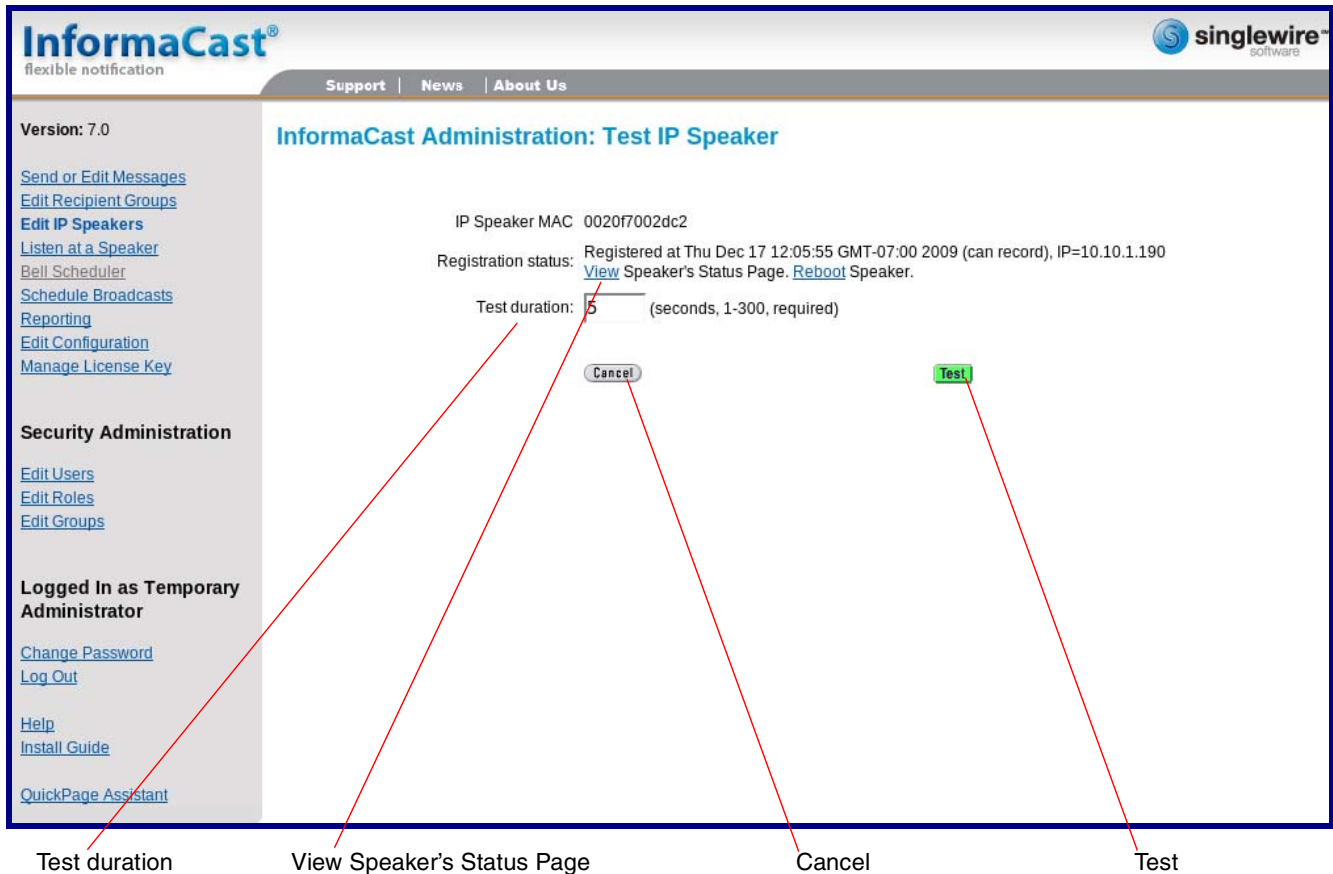 InformaCast®
flexible notification
singlewire™
software
Support | News | About Us
Version: 7.0
Send or Edit Messages
Edit Recipient Groups
Edit IP Speakers
Listen at a Speaker
Bell Scheduler
Schedule Broadcasts
Reporting
Edit Configuration
Manage License Key
Security Administration
Edit Users
Edit Roles
Edit Groups
Logged In as Temporary
Administrator
Change Password
Log Out
Help
Install Guide
QuickPage Assistant
InformaCast Administration: Test IP Speaker
IP Speaker MAC 0020f7002dc2
Registration status: Registered at Thu Dec 17 12:05:55 GMT-07:00 2009 (can record), IP=10.10.1.190
View Speaker's Status Page. Reboot Speaker.
Test duration: 5 (seconds, 1-300, required)
Cancel Test
Test duration View Speaker’s Status Page Cancel Test